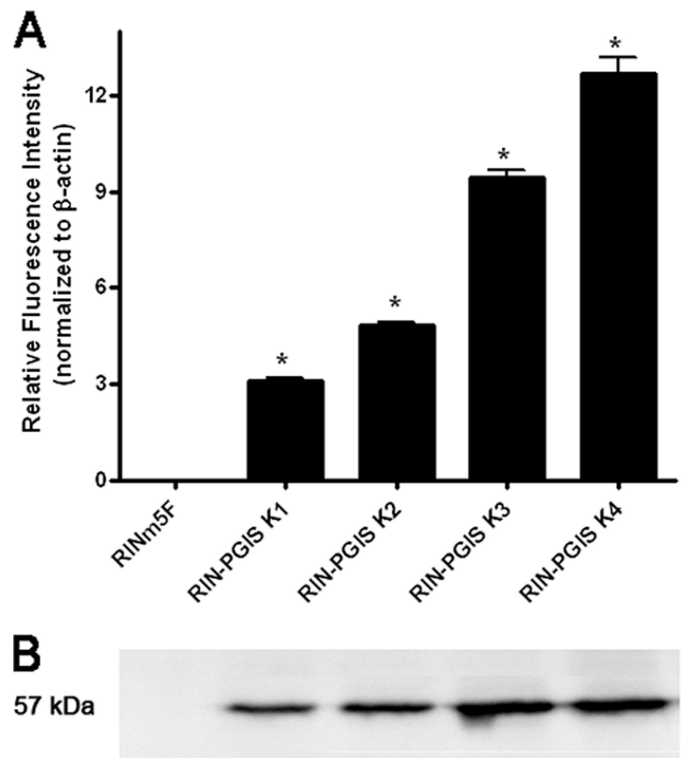 A
Relative Fluorescence Intensity
(normalized to β-actin)
12
9
6
3
0
*
*
*
*
RINm5F
RIN-PGIS K1
RIN-PGIS K2
RIN-PGIS K3
RIN-PGIS K4
B
57 kDa